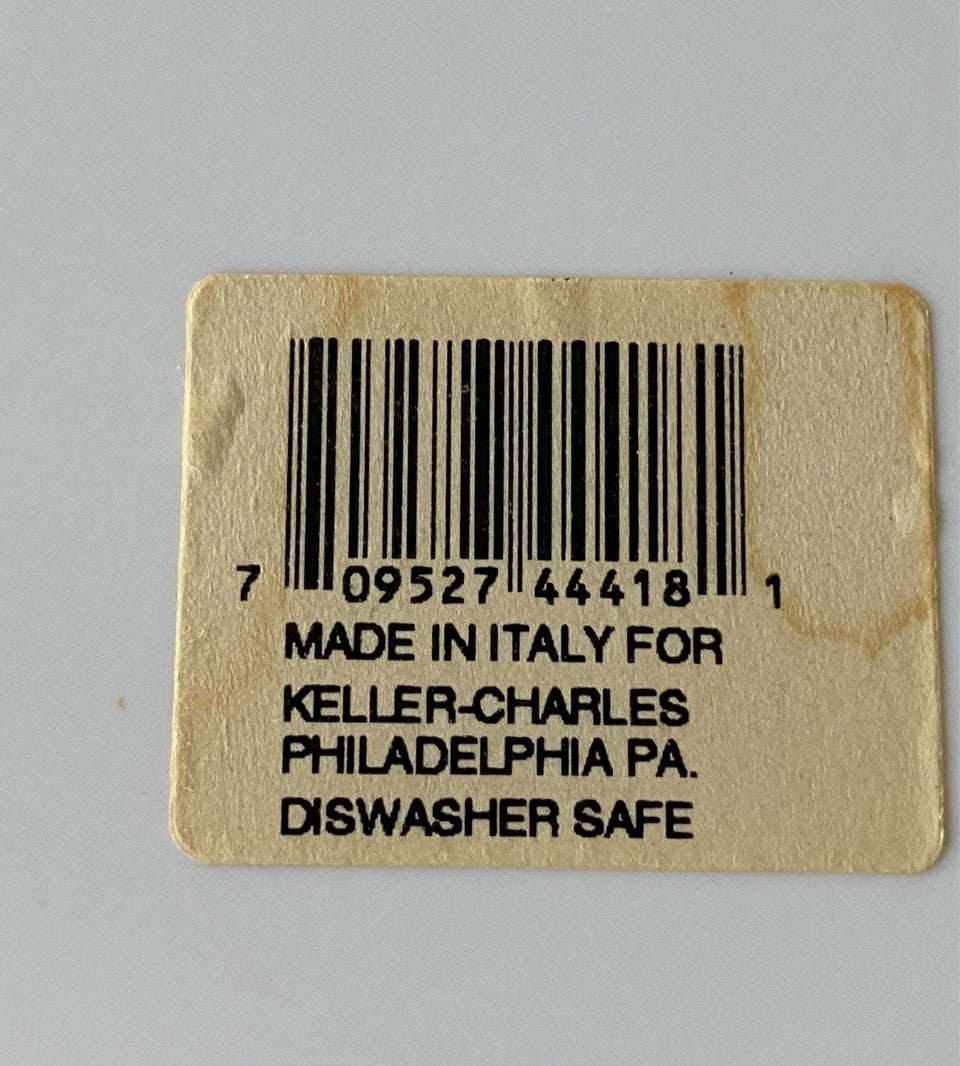 7 09527 44418 1
MADE IN ITALY FOR
KELLER-CHARLES
PHILADELPHIA PA.
DISWASHER SAFE